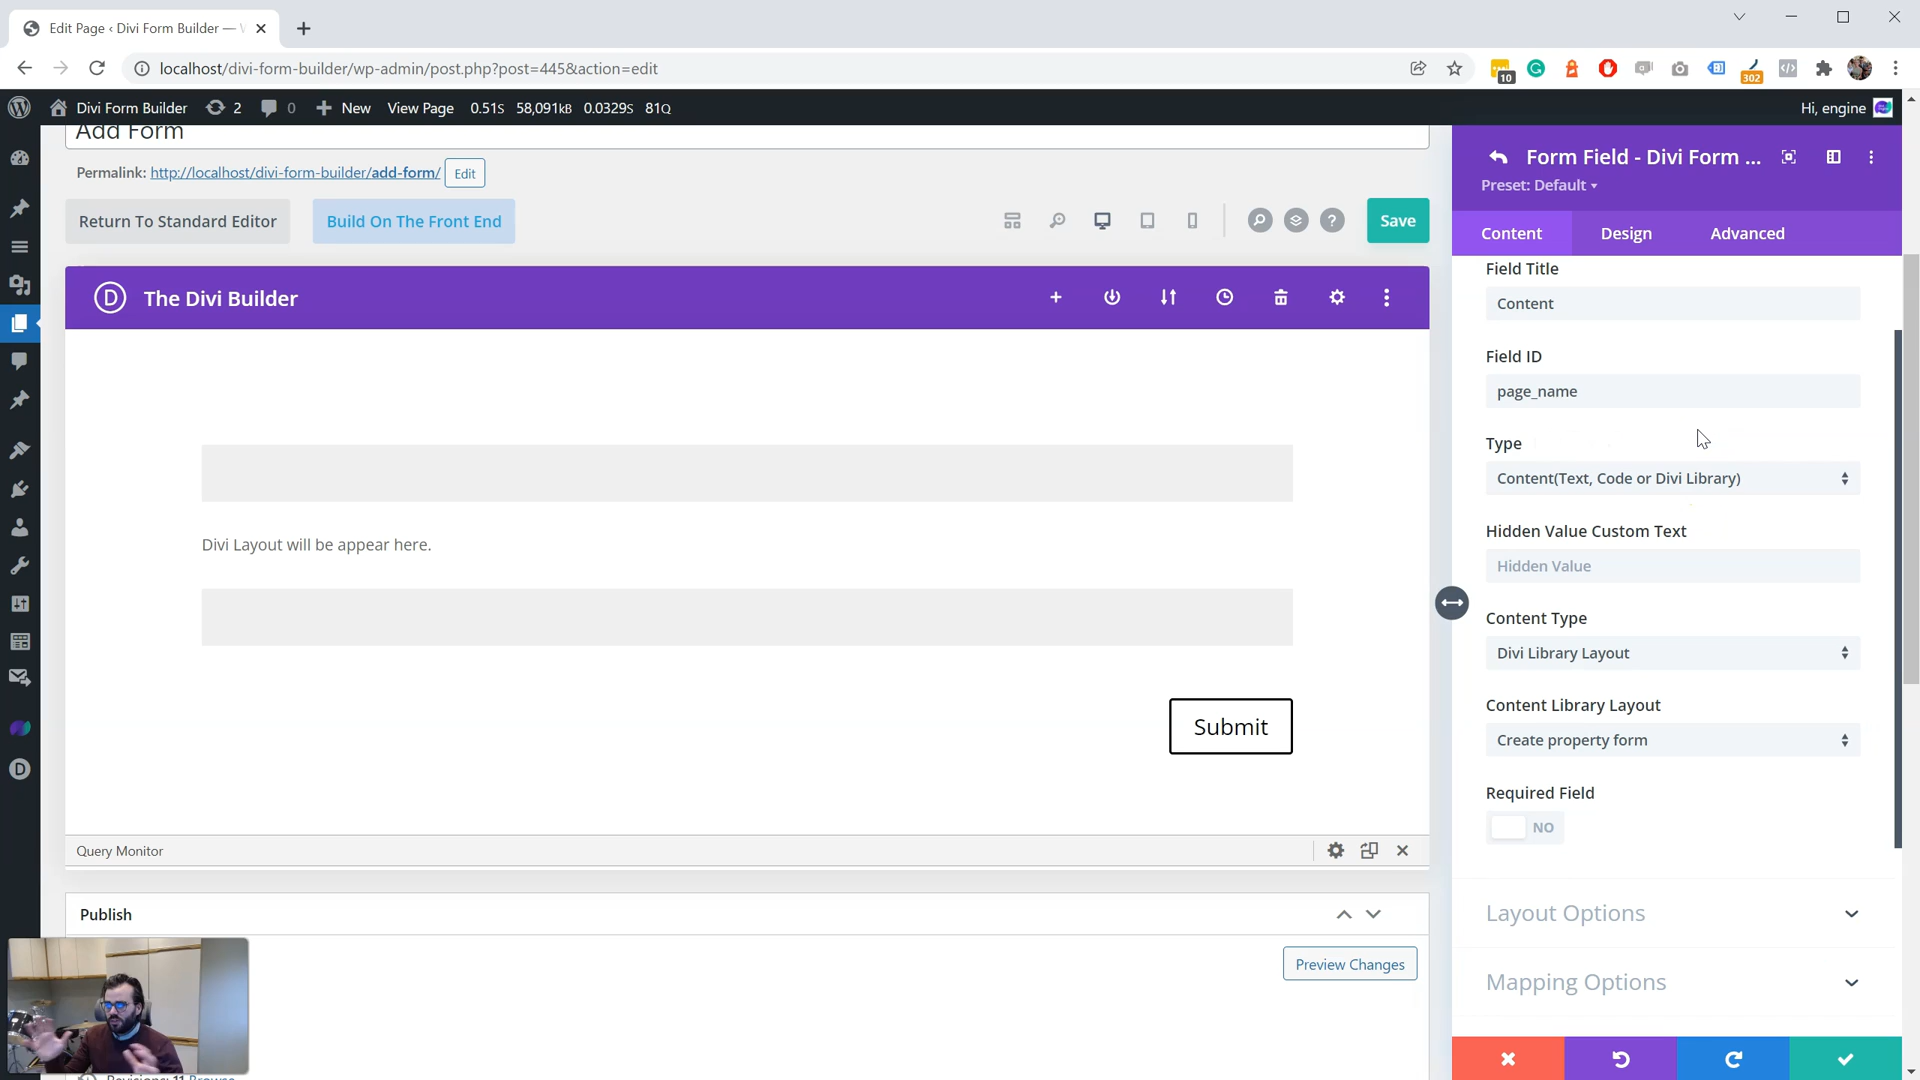 Edit Page ‹ Divi Form Builder —
localhost/divi-form-builder/wp-admin/post.php?post=445&action=edit
10
302
Divi Form Builder
2
0
New
View Page
0.51s 58,091kB 0.0329s 81Q
Hi, engine
Add Form
Permalink: http://localhost/divi-form-builder/add-form/
Edit
Return To Standard Editor
Build On The Front End
Save
The Divi Builder
Divi Layout will be appear here.
Submit
Query Monitor
Publish
Preview Changes
Form Field - Divi Form ...
Preset: Default
Content
Design
Advanced
Field Title
Content
Field ID
page_name
Type
Content(Text, Code or Divi Library)
Hidden Value Custom Text
Hidden Value
Content Type
Divi Library Layout
Content Library Layout
Create property form
Required Field
NO
Layout Options
Mapping Options
Revisions: 11 Browse